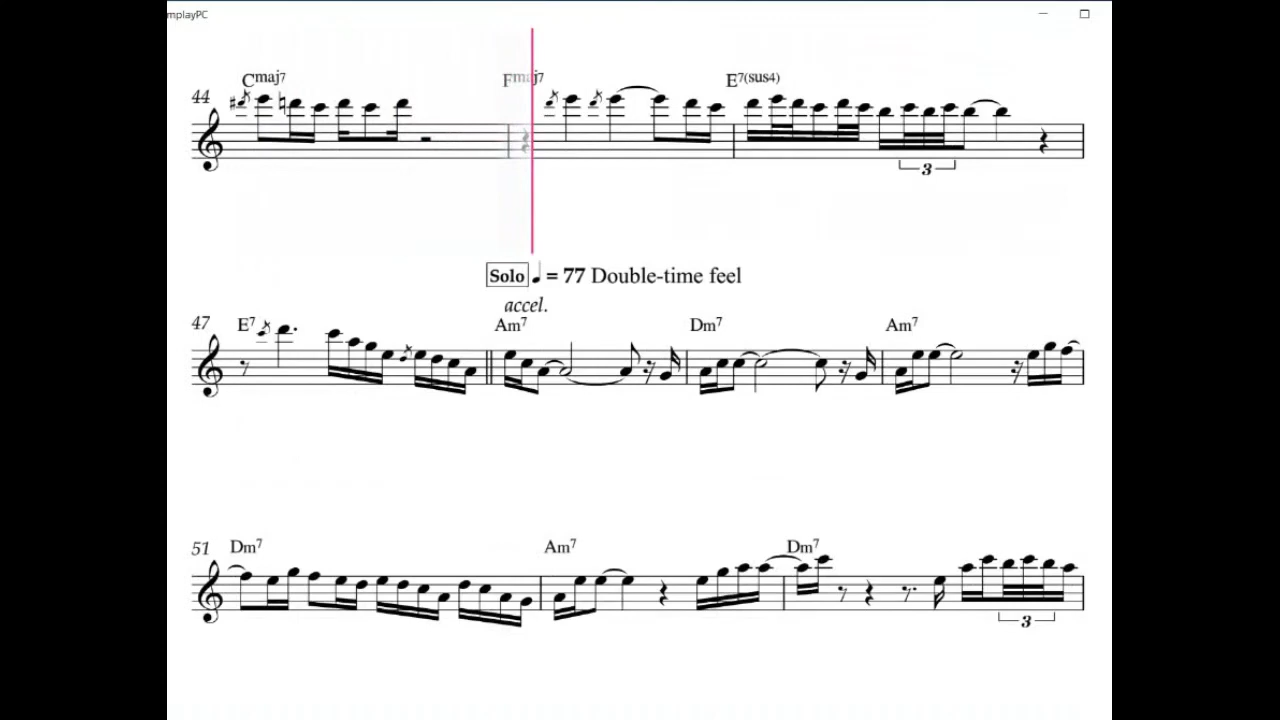 mplayPC
Cmaj7 Fmaj7 E7(sus4)
44
3
Solo = 77 Double-time feel
accel.
47 E7 Am7 Dm7 Am7
51 Dm7 Am7 Dm7
3